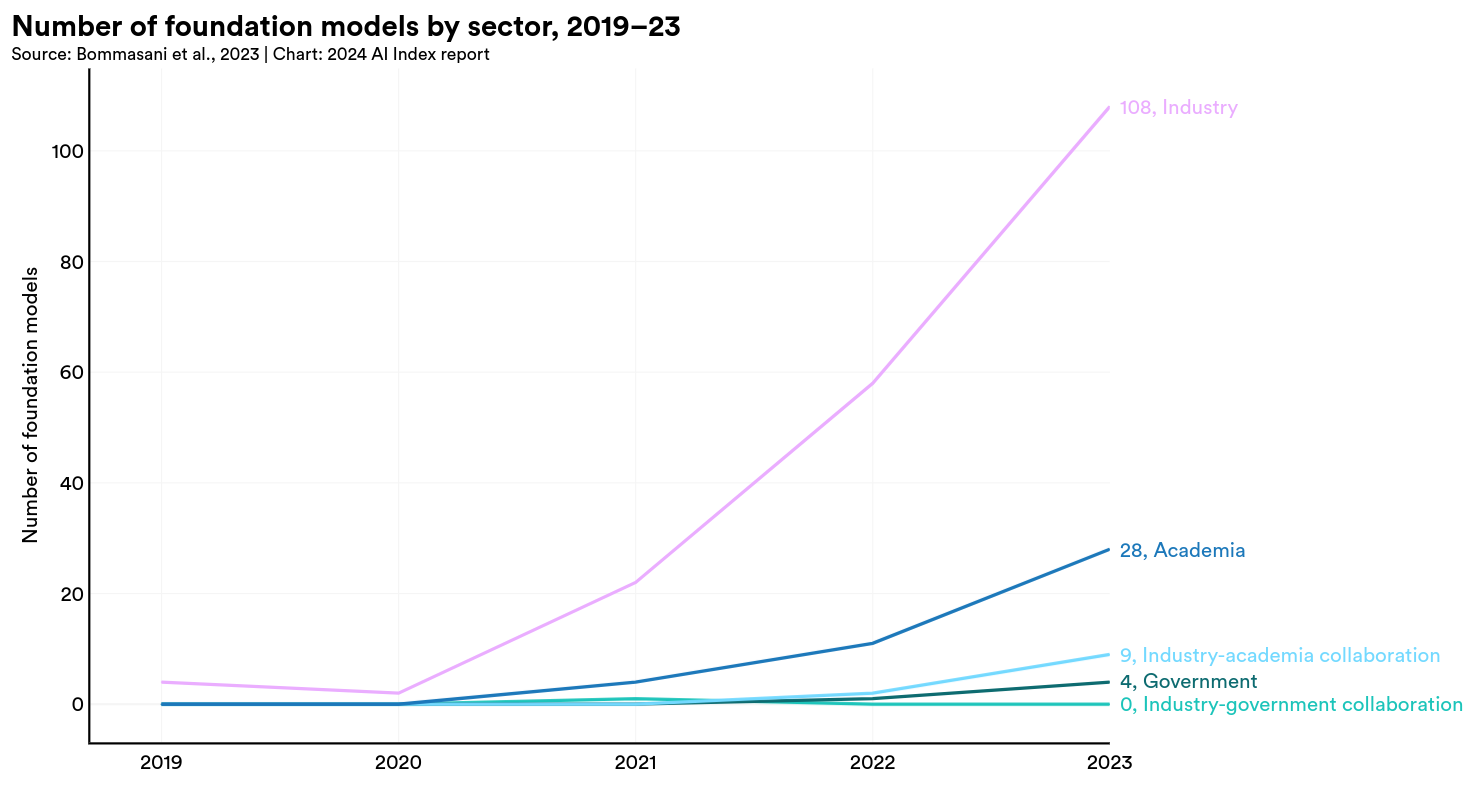 Number of foundation models by sector, 2019–23
Source: Bommasani et al., 2023 | Chart: 2024 AI Index report
Number of foundation models
100
80
60
40
20
0
2019
2020
2021
2022
2023
108, Industry
28, Academia
9, Industry-academia collaboration
4, Government
0, Industry-government collaboration